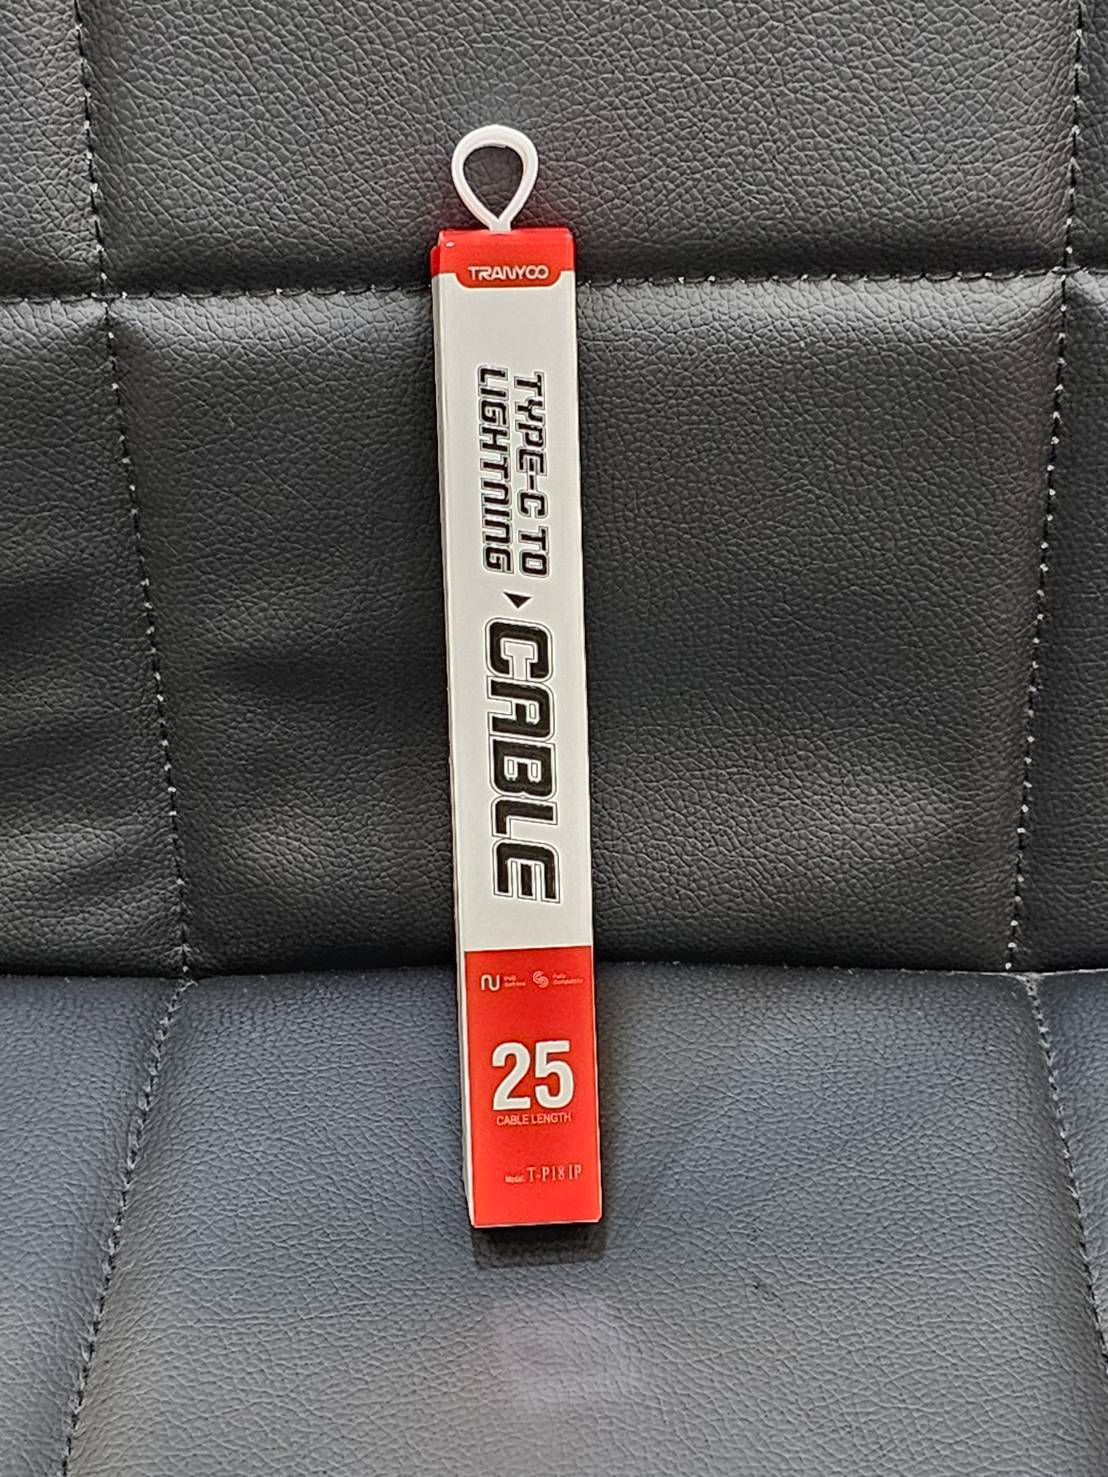 TRANYOO
TYPE-C TO
LIGHTNING
CABLE
25
CABLE LENGTH
Model: T-P18 IP